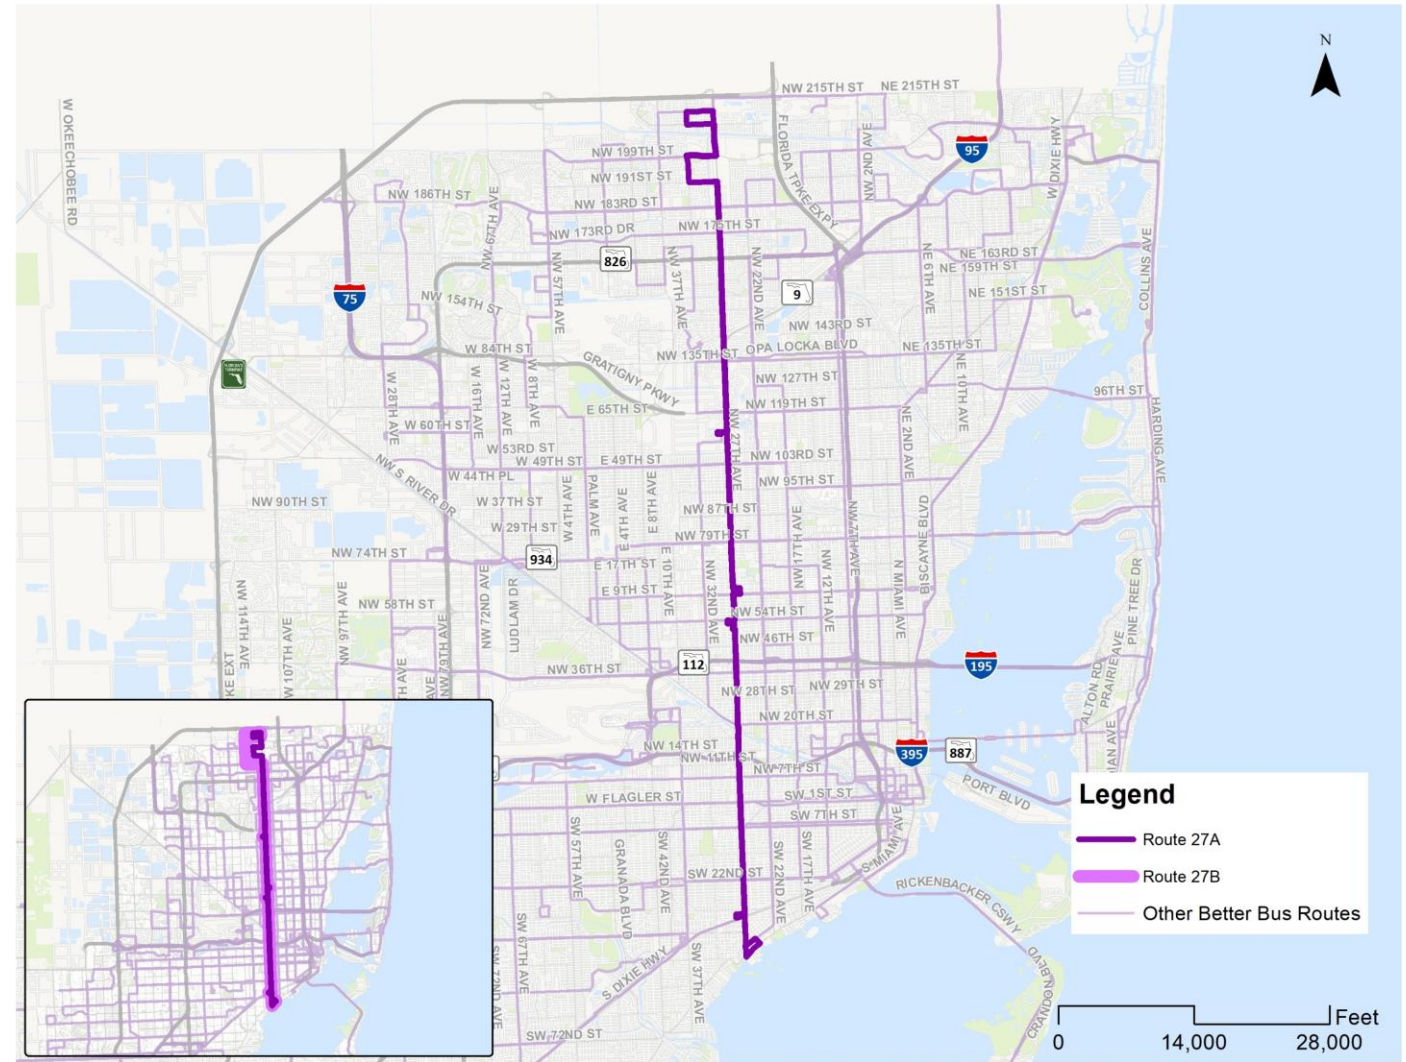 N
NW 215TH ST
NE 215TH ST
W OKEECHOBEE RD
FLORIDA TPKE EXPY
NW 2ND AVE
W DIXIE HWY
95
NW 199TH ST
NW 191ST ST
NW 186TH ST
NW 67TH AVE
NW 183RD ST
NW 175TH ST
NW 173RD DR
NE 6TH AVE
NE 163RD ST
NE 159TH ST
NE 151ST ST
COLLINS AVE
826
NW 57TH AVE
NW 37TH AVE
NW 22ND AVE
9
75
NW 154TH ST
NW 143RD ST
W 84TH ST
NW 135TH ST
OPA LOCKA BLVD
NE 135TH ST
GRATIGNY PKWY
W 28TH AVE
W 16TH AVE
W 12TH AVE
W 8TH AVE
NW 127TH ST
NE 10TH AVE
96TH ST
E 65TH ST
NW 119TH ST
HARDING AVE
W 60TH ST
NW 27TH AVE
NE 2ND AVE
W 53RD ST
W 49TH ST
E 49TH ST
NW 103RD ST
NW S RIVER DR
W 44TH PL
NW 95TH ST
NW 90TH ST
W 37TH ST
W 4TH AVE
PALM AVE
E 4TH AVE
E 8TH AVE
NW 87TH ST
NW 17TH AVE
NW 7TH AVE
BISCAYNE BLVD
W 29TH ST
NW 79TH ST
NW 74TH ST
934
E 17TH ST
E 10TH AVE
NW 32ND AVE
NW 12TH AVE
N MIAMI AVE
PINE TREE DR
NW 114TH AVE
NW 107TH AVE
NW 97TH AVE
NW 58TH ST
NW 79TH AVE
NW 72ND AVE
LUDLAM DR
E 9TH ST
NW 54TH ST
NW 46TH ST
KE EXT
TH AVE
AVE
NW 36TH ST
112
195
ALTON RD
PRAIRIE AVE
NW 28TH ST
NW 29TH ST
NW 20TH ST
NW 14TH ST
NW 11TH ST
NW 7TH ST
395
887
IAN AVE
PORT BLVD
W FLAGLER ST
SW 1ST ST
SW 7TH ST
SW 57TH AVE
GRANADA BLVD
SW 42ND AVE
SW 22ND ST
SW 22ND AVE
SW 17TH AVE
S MIAMI AVE
RICKENBACKER CSWY
SW 72ND AVE
SW 67TH AVE
S DIXIE HWY
SW 37TH AVE
SW 72ND ST
CRANDON BLVD
Legend
Route 27A
Route 27B
Other Better Bus Routes
Feet
0
14,000
28,000